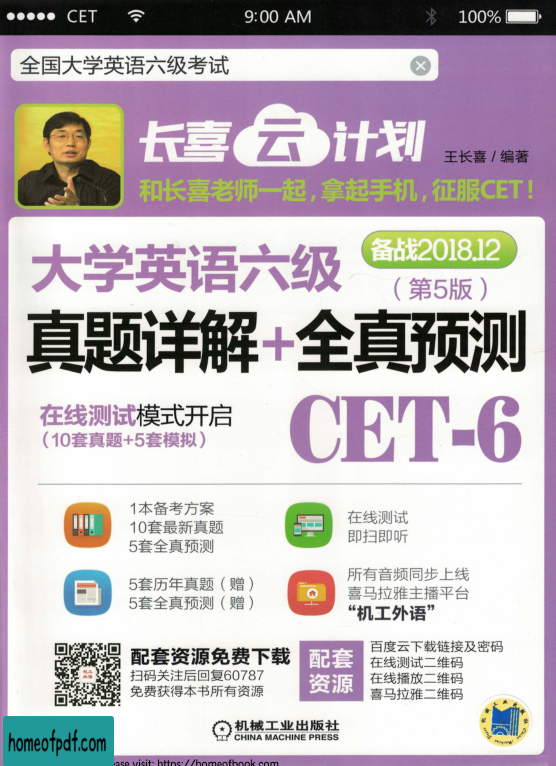 CET 9:00 AM 100%
全国大学英语六级考试
长喜云计划
王长喜 / 编著
和长喜老师一起,拿起手机,征服CET!
备战2018.12
大学英语六级
(第5版)
真题详解+全真预测
在线测试模式开启
(10套真题+5套模拟)
CET-6
1本备考方案
10套最新真题
5套全真预测
在线测试
即扫即听
5套历年真题(赠)
5套全真预测(赠)
所有音频同步上线
喜马拉雅主播平台
“机工外语”
配套资源免费下载
扫码关注后回复60787
免费获得本书所有资源
配套
资源
百度云下载链接及密码
在线测试二维码
在线播放二维码
喜马拉雅二维码
机械工业出版社
CHINA MACHINE PRESS
homeofpdf.com
ease visit: https://homeofbook.com